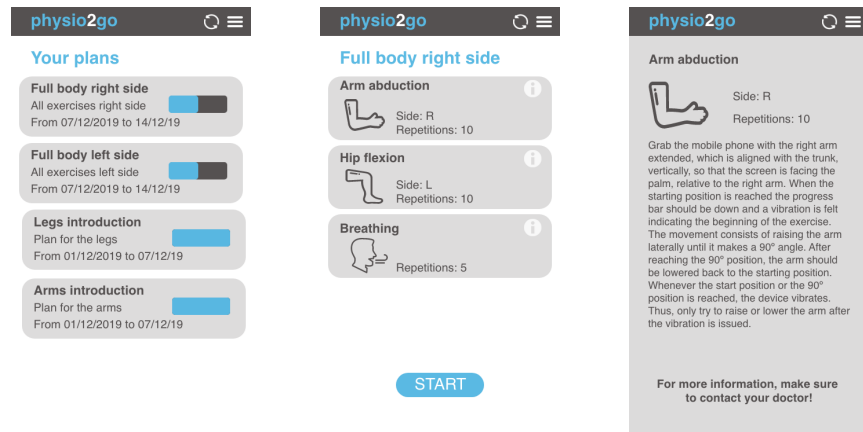 physio2go
Your plans
Full body right side
All exercises right side
From 07/12/2019 to 14/12/19
Full body left side
All exercises left side
From 07/12/2019 to 14/12/19
Legs introduction
Plan for the legs
From 01/12/2019 to 07/12/19
Arms introduction
Plan for the arms
From 01/12/2019 to 07/12/19
physio2go
Full body right side
Arm abduction
i
Side: R
Repetitions: 10
Hip flexion
i
Side: L
Repetitions: 10
Breathing
i
Repetitions: 5
START
physio2go
Arm abduction
Side: R
Repetitions: 10
Grab the mobile phone with the right arm
extended, which is aligned with the trunk,
vertically, so that the screen is facing the
palm, relative to the right arm. When the
starting position is reached the progress
bar should be down and a vibration is felt
indicating the beginning of the exercise.
The movement consists of raising the arm
laterally until it makes a 90º angle. After
reaching the 90º position, the arm should
be lowered back to the starting position.
Whenever the start position or the 90º
position is reached, the device vibrates.
Thus, only try to raise or lower the arm after
the vibration is issued.
For more information, make sure
to contact your doctor!